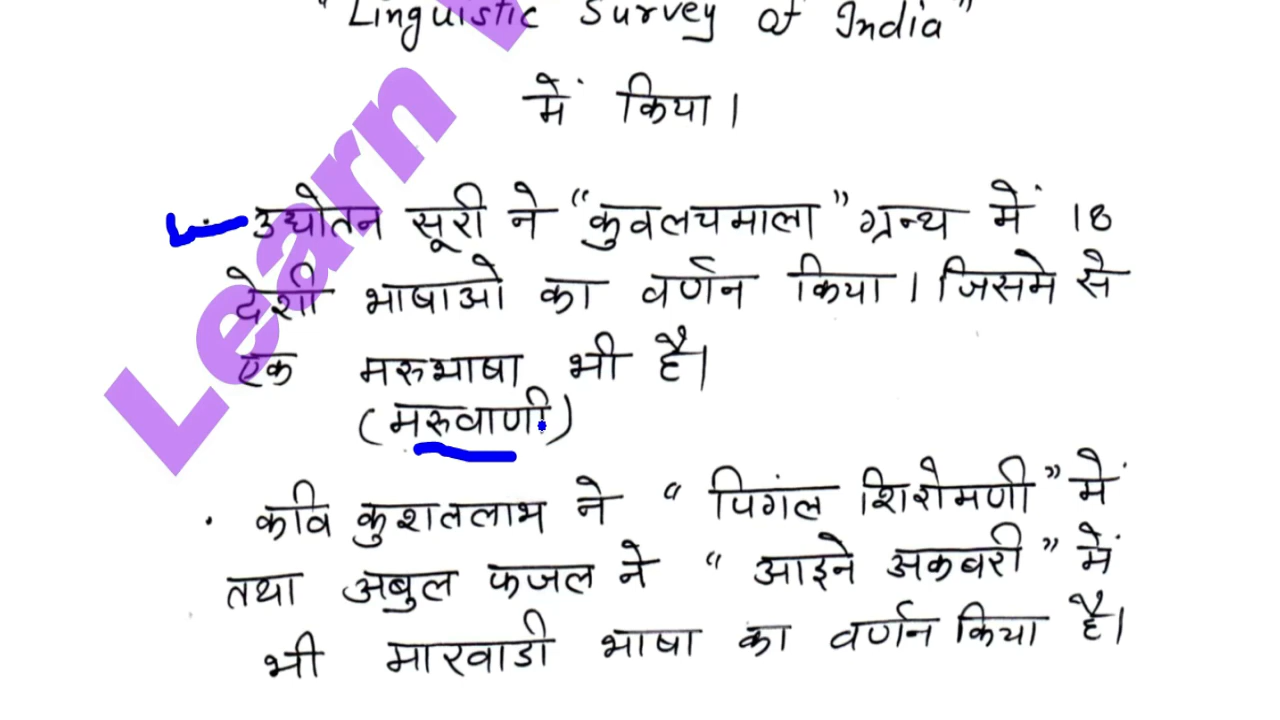 "Linguistic Survey of India"
में किया।
उद्योतन सूरी ने "कुवलयमाला" ग्रन्थ में 18
देशी भाषाओ का वर्णन किया। जिसमे से
एक मरुभाषा भी है।
(मरुवाणी)
कवि कुशललाभ ने "पिगंल शिरोमणी" में
तथा अबुल फजल ने "आइने अकबरी" में
भी मारवाडी भाषा का वर्णन किया है।
Learn